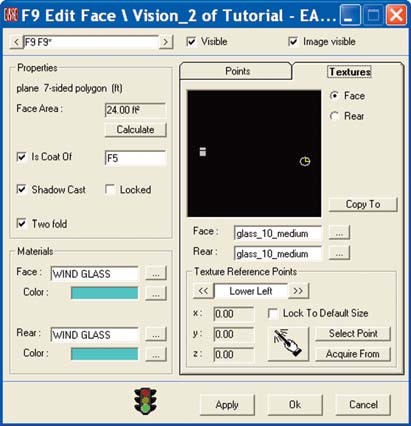 EASE F9 Edit Face \ Vision_2 of Tutorial - EA...
< F9 F9" > Visible Image visible
Properties
plane 7-sided polygon (ft)
Face Area : 24.00 ft²
Calculate
Is Coat Of F5
Shadow Cast Locked
Two fold
Materials
Face : WIND GLASS ...
Color : ...
Rear : WIND GLASS ...
Color : ...
Points Textures
Face
Rear
Copy To
Face : glass_10_medium ...
Rear : glass_10_medium ...
Texture Reference Points
<< Lower Left >>
x : 0.00 Lock To Default Size
y : 0.00 Select Point
z : 0.00 Acquire From
Apply Ok Cancel